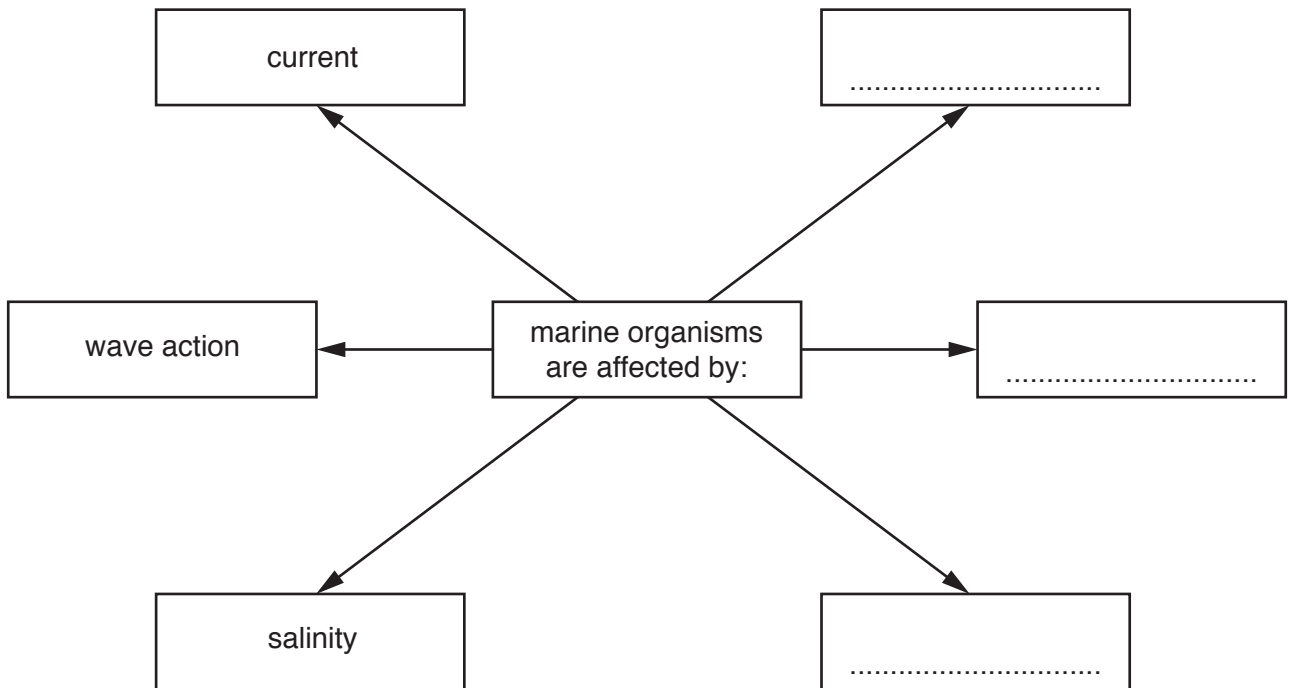 current
..............................
wave action
marine organisms
are affected by:
..............................
salinity
..............................